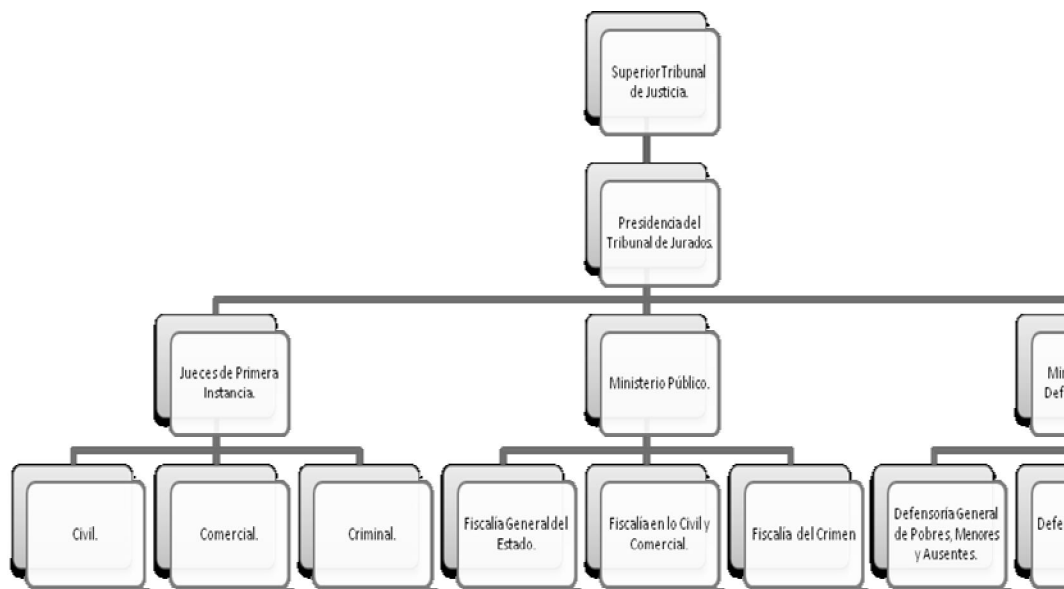 Superior Tribunal
de Justicia.
Presidencia del
Tribunal de Jurados.
Jueces de Primera
Instancia.
Ministerio Público.
Civil.
Comercial.
Criminal.
Fiscalía General del
Estado.
Fiscalía en lo Civil y
Comercial.
Fiscalía del Crimen
Defensoría General
de Pobres, Menores
y Ausentes.